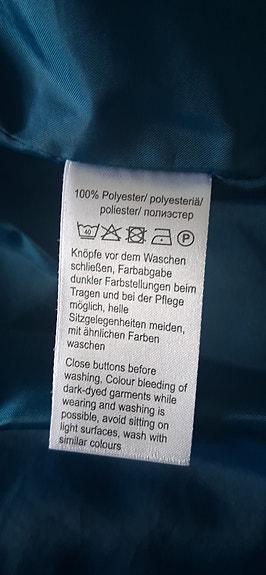 100% Polyester/ polyesteriä/
poliester/ полиэстер
40 P
Knöpfe vor dem Waschen
schließen, Farbabgabe
dunkler Farbstellungen beim
Tragen und bei der Pflege
möglich, helle
Sitzgelegenheiten meiden,
mit ähnlichen Farben
waschen
Close buttons before
washing, Colour bleeding of
dark-dyed garments while
wearing and washing is
possible, avoid sitting on
light surfaces, wash with
similar colours